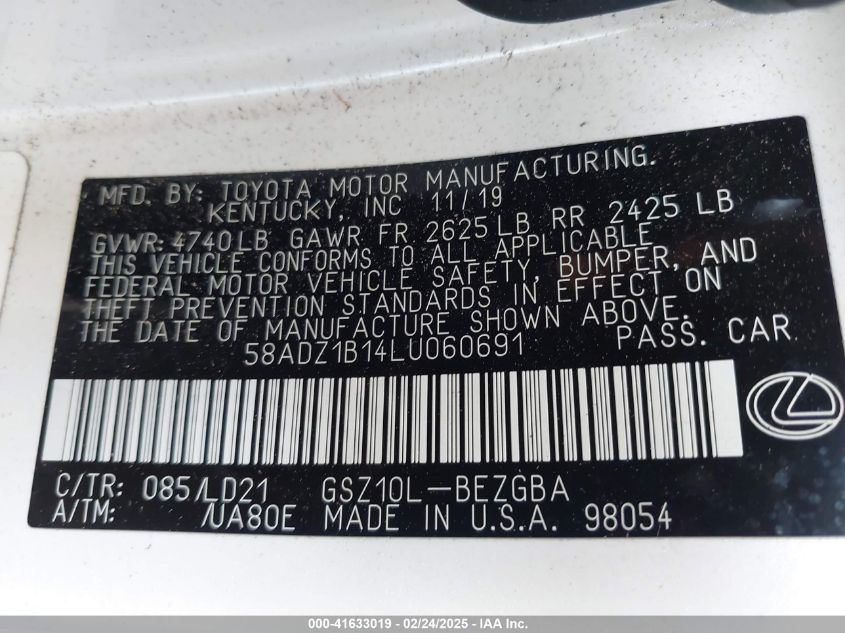 MFD. BY: TOYOTA MOTOR MANUFACTURING.
KENTUCKY, INC 11/19
GVWR: 4740LB GAWR FR 2625 LB RR 2425 LB
THIS VEHICLE CONFORMS TO ALL APPLICABLE
FEDERAL MOTOR VEHICLE SAFETY, BUMPER, AND
THEFT PREVENTION STANDARDS IN EFFECT ON
THE DATE OF MANUFACTURE SHOWN ABOVE.
58ADZ1B14LU060691 PASS. CAR
C/TR: 085/LD21 GSZ10L-BEZGBA
A/TM: /UA80E MADE IN U.S.A. 98054
000-41633019 - 02/24/2025 - IAA Inc.